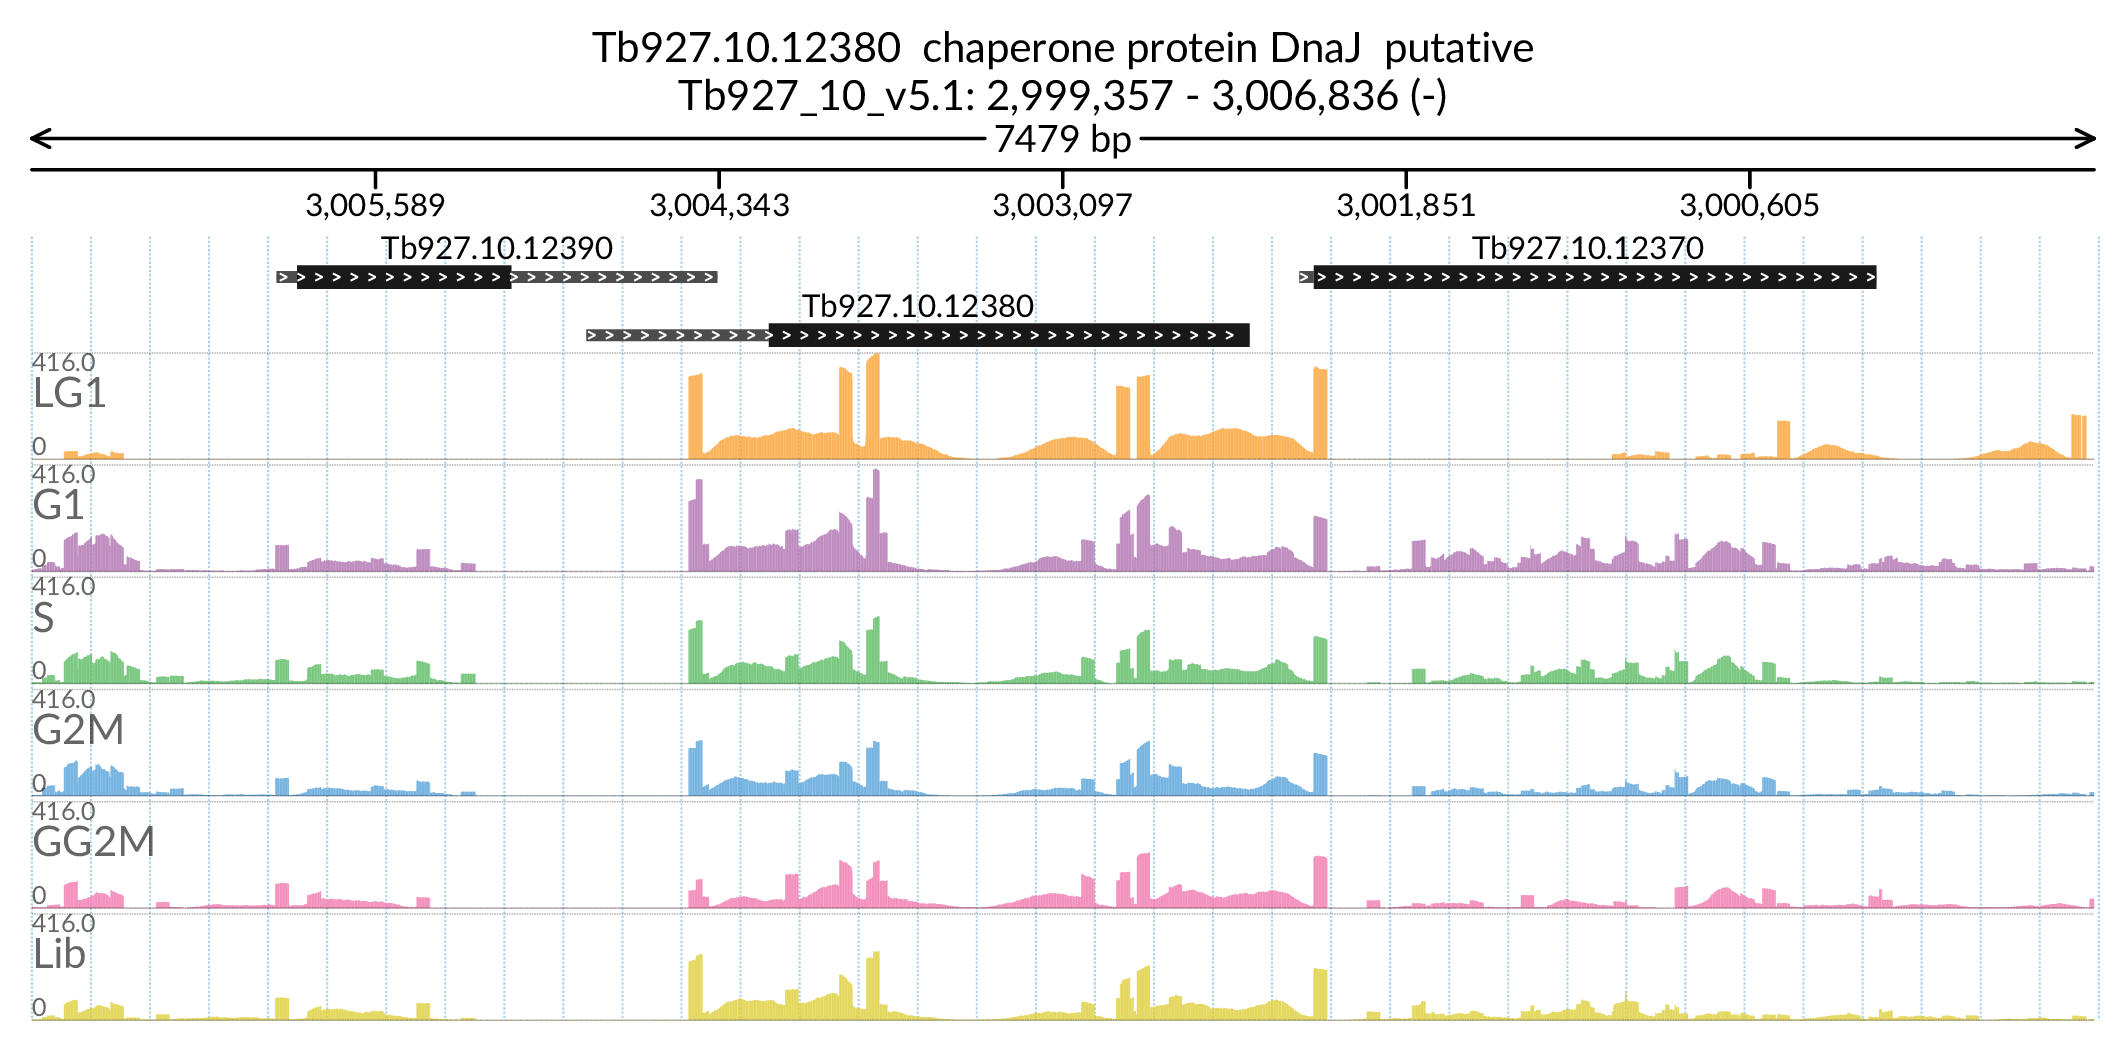 Tb927.10.12380  chaperone protein DnaJ  putative
Tb927_10_v5.1: 2,999,357 - 3,006,836 (-)
7479 bp
3,005,589 3,004,343 3,003,097 3,001,851 3,000,605
Tb927.10.12390 Tb927.10.12370
Tb927.10.12380
416.0
LG1
0
416.0
G1
0
416.0
S
0
416.0
G2M
0
416.0
GG2M
0
416.0
Lib
0